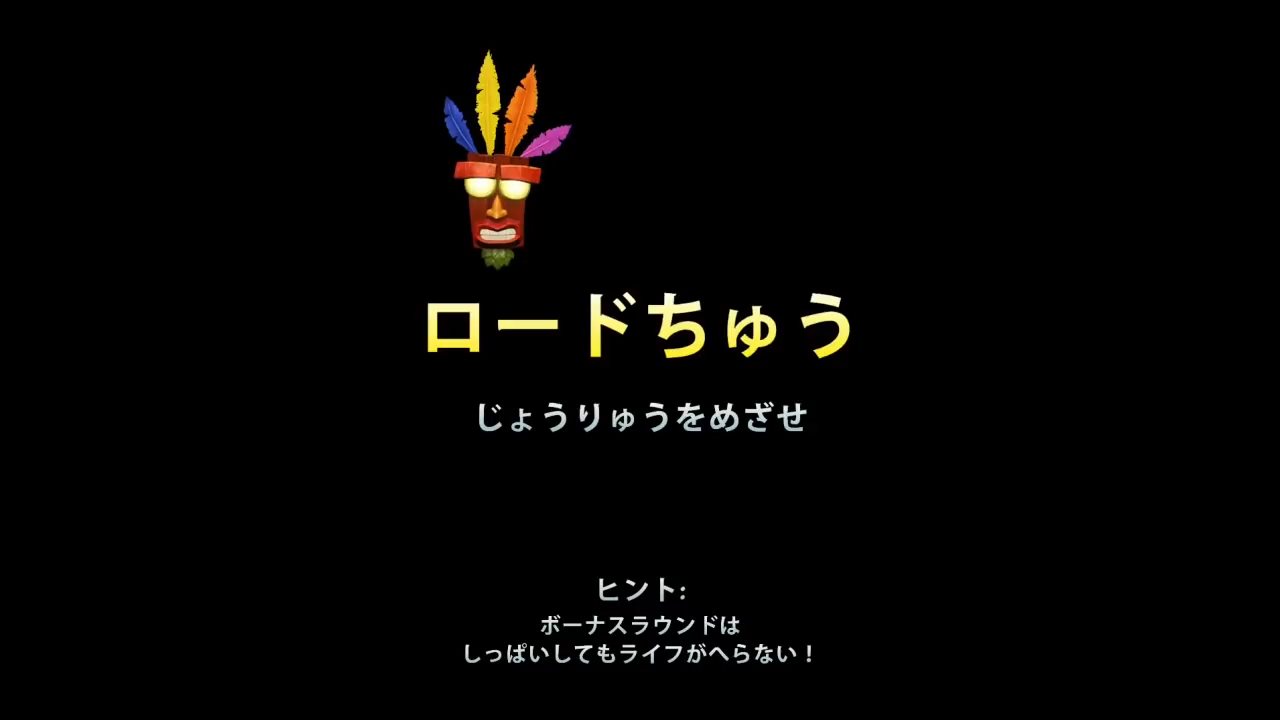 ロードちゅう
じょうりゅうをめざせ
ヒント:
ボーナスラウンドは
しっぱいしてもライフがへらない！